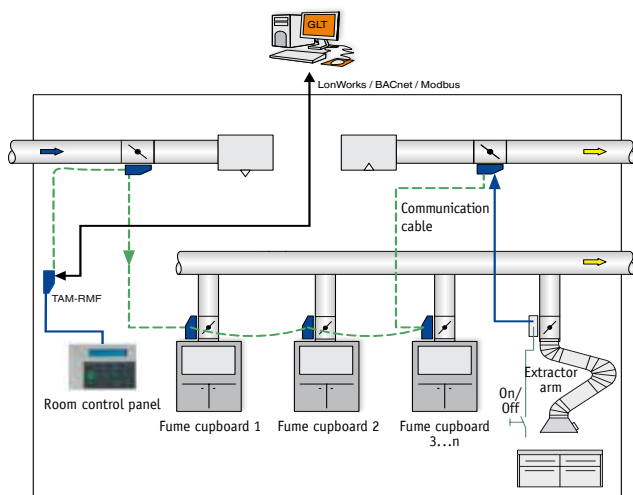 GLT
LonWorks / BACnet / Modbus
Communication
cable
TAM-RMF
Room control panel
Fume cupboard 1
Fume cupboard 2
Fume cupboard
3...n
Extractor
arm
On/
Off